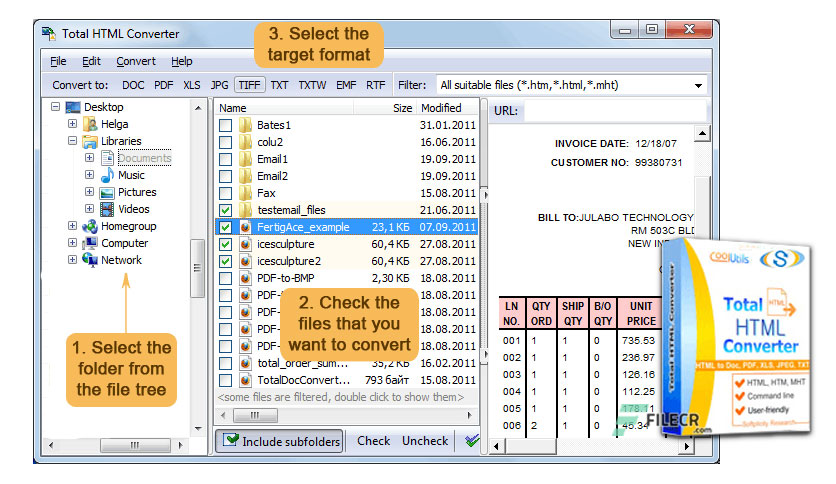 Total HTML Converter
3. Select the
target format
File Edit Convert Help
Convert to: DOC PDF XLS JPG TIFF TXT TXTW EMF RTF Filter: All suitable files (*.htm,*.html,*.mht)
Desktop
Helga
Libraries
Documents
Music
Pictures
Videos
Homegroup
Computer
Network
1. Select the
folder from
the file tree
Name Size Modified
Bates1 31.01.2011
colu2 16.06.2011
Email1 19.09.2011
Email2 19.09.2011
Fax 15.08.2011
testemail_files 21.06.2011
FertigAce_example 23,1 КБ 07.09.2011
icesculpture 60,4 КБ 27.08.2011
icesculpture2 60,4 КБ 27.08.2011
PDF-to-BMP 2,30 КБ 18.08.2011
PDF- 18.08.2011
PDF- 18.08.2011
PDF- 18.08.2011
PDF- 18.08.2011
total_order_sum... 35,2 КБ 16.02.2011
TotalDocConvert... 793 байт 15.08.2011
2. Check the
files that you
want to convert
<some files are filtered, double click to show them>
Include subfolders Check Uncheck
URL:
INVOICE DATE: 12/18/07
CUSTOMER NO: 99380731
BILL TO:JULABO TECHNOLOGY
RM 503C BLD
NEW IN
LN QTY SHIP B/O UNIT
NO. ORD QTY QTY PRICE
001 1 1 0 735.53
002 1 1 0 236.97
003 1 1 0 126.16
004 1 1 0 112.25
005 1 1 0 178.11
006 2 1 0 45.34
CoolUtils
Total
HTML
Converter
HTML to Doc, PDF, XLS, JPEG, TXT
HTML, HTM, MHT
Command line
User-friendly
Softplicity Research
Total HTML Converter
FILECR
.com